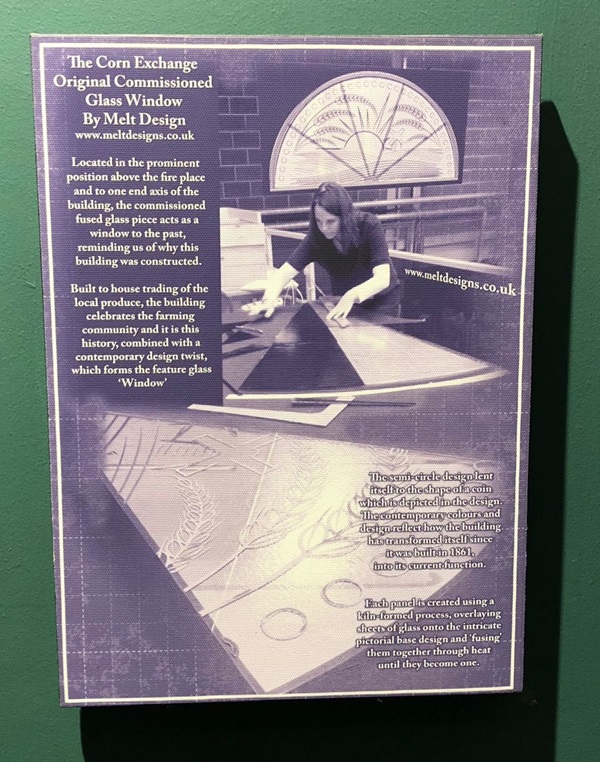 The Corn Exchange
Original Commissioned
Glass Window
By Melt Design
www.meltdesigns.co.uk
Located in the prominent
position above the fire place
and to one end axis of the
building, the commissioned
fused glass piece acts as a
window to the past,
reminding us of why this
building was constructed.
Built to house trading of the
local produce, the building
celebrates the farming
community and it is this
history, combined with a
contemporary design twist,
which forms the feature glass
'Window'
www.meltdesigns.co.uk
The semi-circle design lent
itself to the shape of a coin
which is depicted in the design.
The contemporary colours and
design reflect how the building
has transformed itself since
it was built in 1861,
into its current function.
Each panel is created using a
kiln-formed process, overlaying
sheets of glass onto the intricate
pictorial base design and 'fusing'
them together through heat
until they become one.